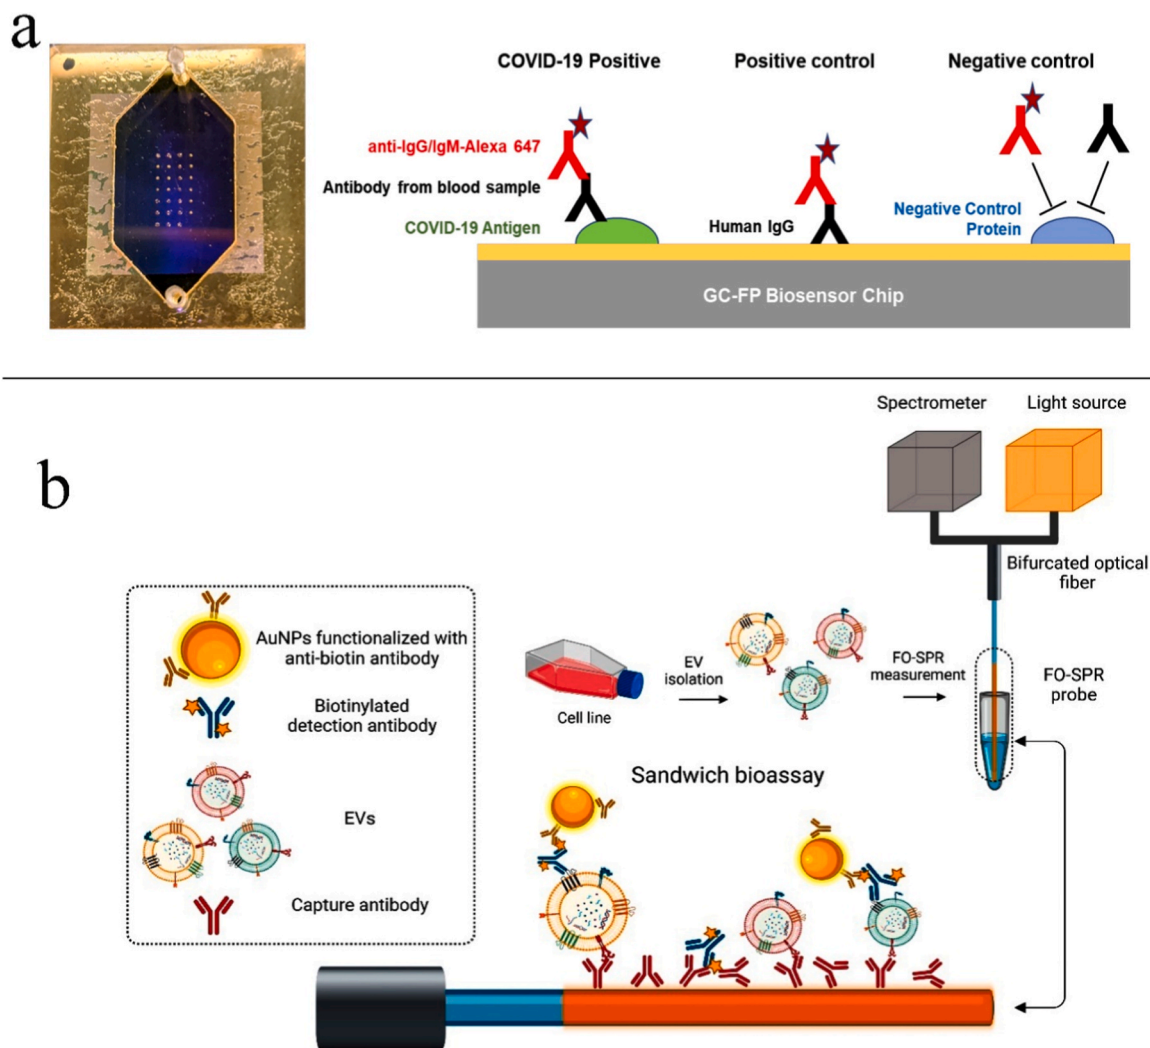 a
COVID-19 Positive
Positive control
Negative control
anti-IgG/IgM-Alexa 647
Antibody from blood sample
COVID-19 Antigen
Human IgG
Negative Control
Protein
GC-FP Biosensor Chip
b
Spectrometer
Light source
Bifurcated optical
fiber
AuNPs functionalized with
anti-biotin antibody
Biotinylated
detection antibody
EVs
Capture antibody
Cell line
EV
isolation
FO-SPR
measurement
FO-SPR
probe
Sandwich bioassay